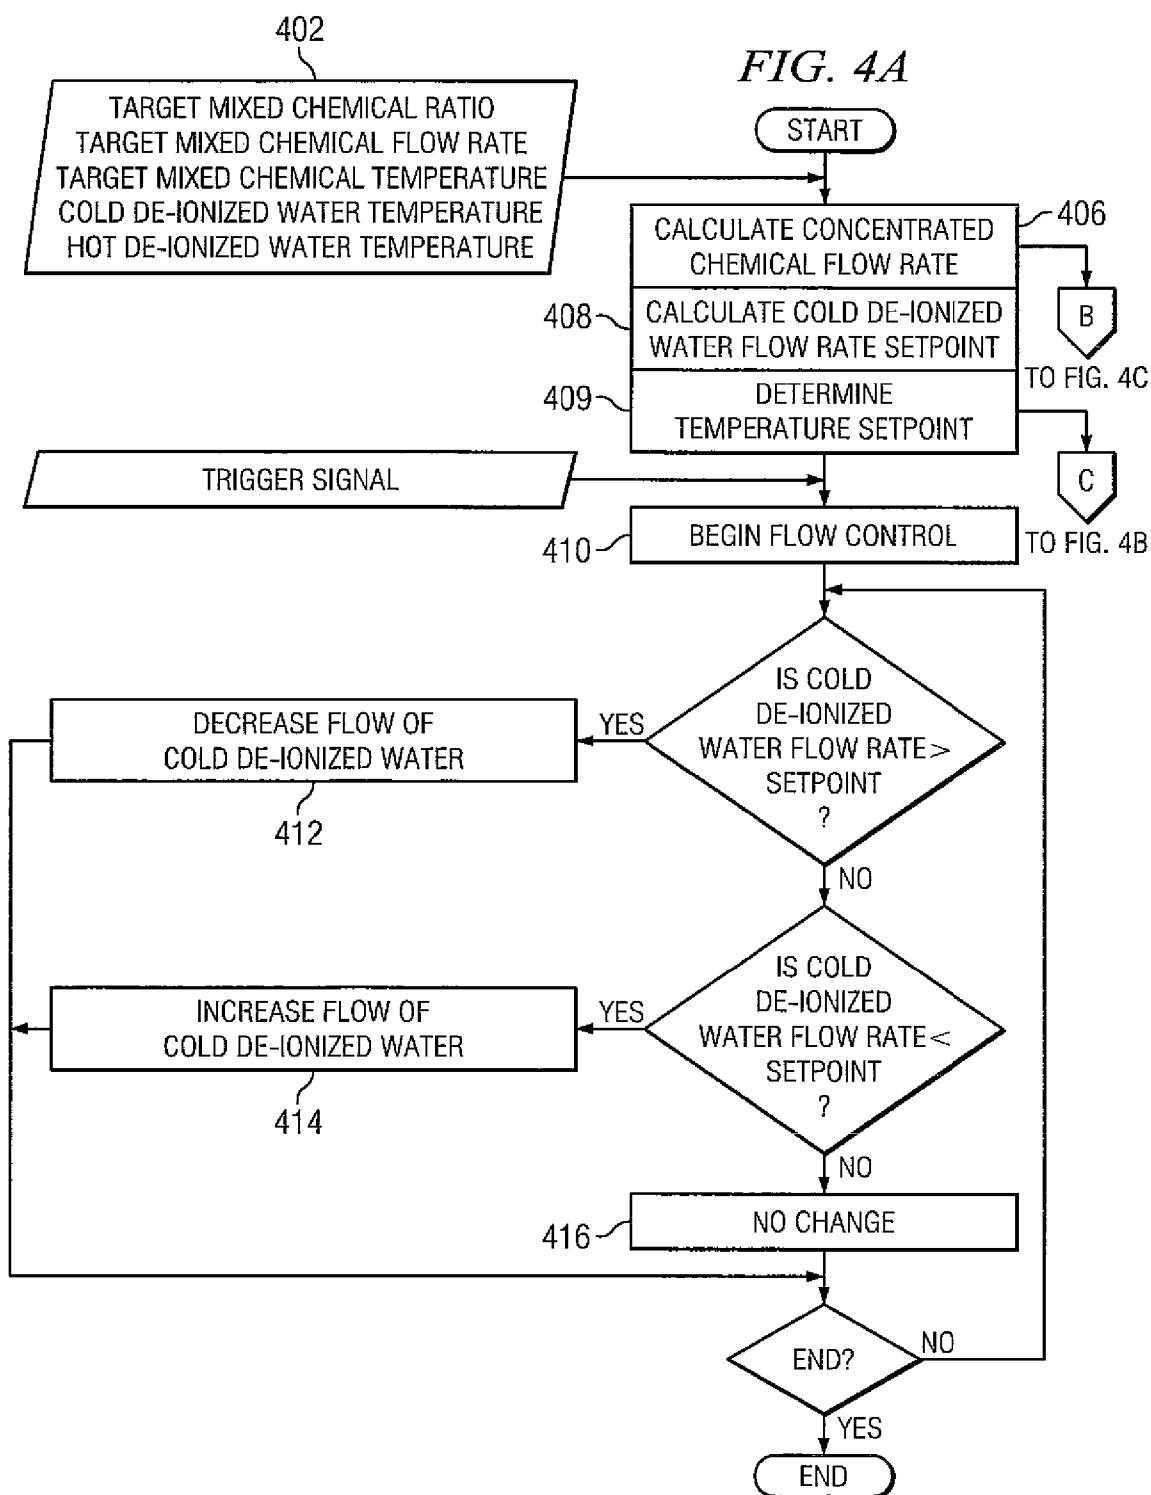 402
FIG. 4A
TARGET MIXED CHEMICAL RATIO
TARGET MIXED CHEMICAL FLOW RATE
TARGET MIXED CHEMICAL TEMPERATURE
COLD DE-IONIZED WATER TEMPERATURE
HOT DE-IONIZED WATER TEMPERATURE
START
CALCULATE CONCENTRATED
CHEMICAL FLOW RATE
406
B
TO FIG. 4C
408
CALCULATE COLD DE-IONIZED
WATER FLOW RATE SETPOINT
409
DETERMINE
TEMPERATURE SETPOINT
C
TO FIG. 4B
TRIGGER SIGNAL
410
BEGIN FLOW CONTROL
IS COLD
DE-IONIZED
WATER FLOW RATE>
SETPOINT
?
YES
DECREASE FLOW OF
COLD DE-IONIZED WATER
412
NO
IS COLD
DE-IONIZED
WATER FLOW RATE<
SETPOINT
?
YES
INCREASE FLOW OF
COLD DE-IONIZED WATER
414
NO
416
NO CHANGE
END?
NO
YES
END